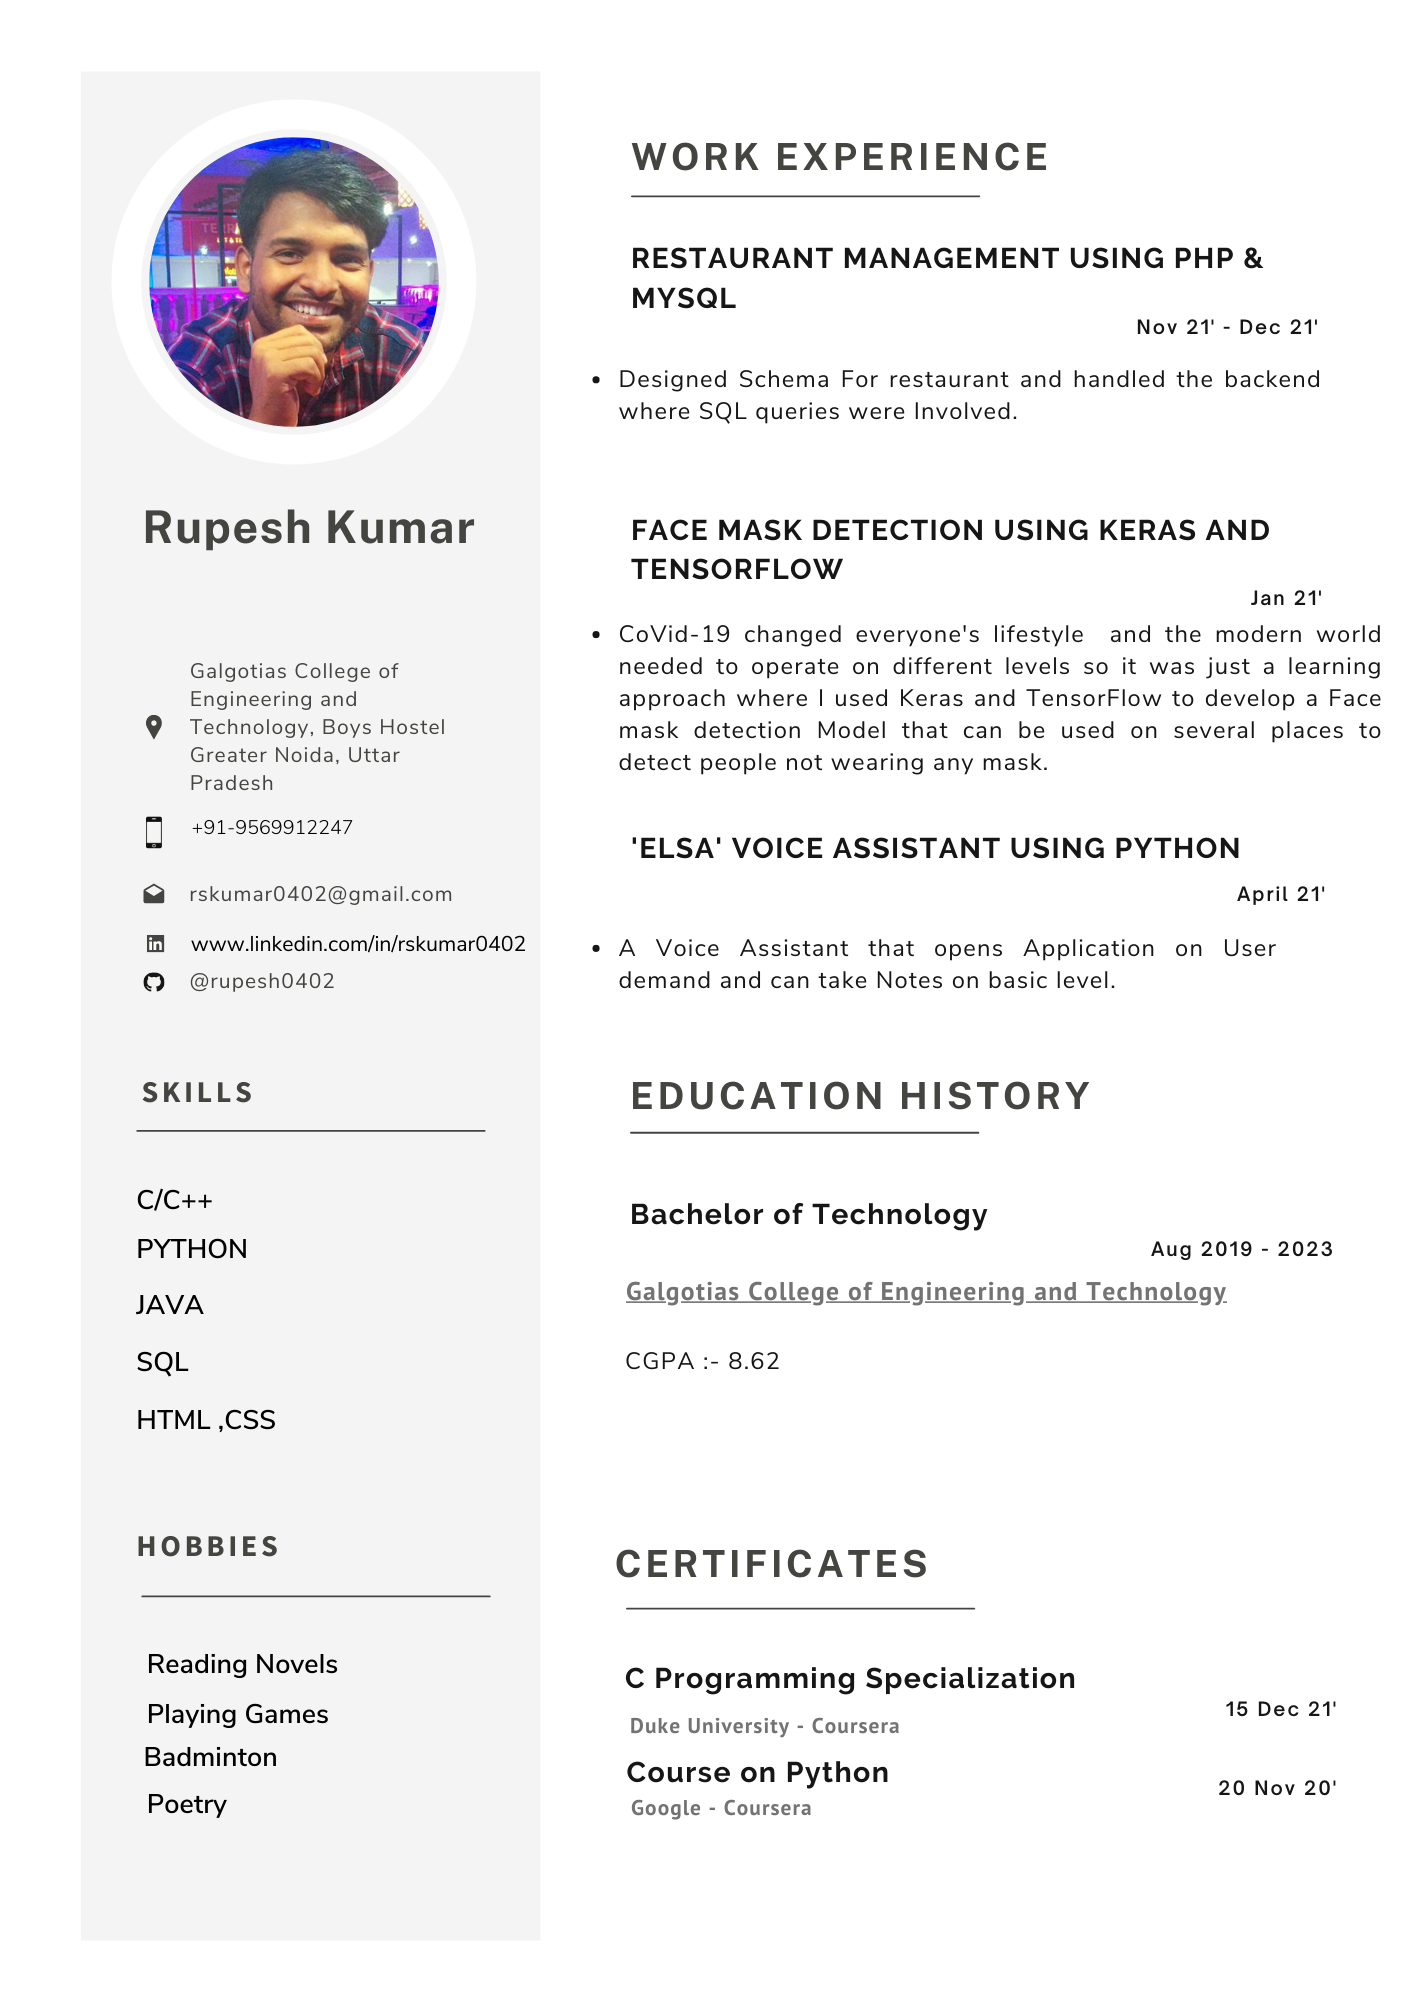 Rupesh Kumar
Galgotias College of
Engineering and
Technology, Boys Hostel
Greater Noida, Uttar
Pradesh
+91-9569912247
rskumar0402@gmail.com
www.linkedin.com/in/rskumar0402
@rupesh0402
SKILLS
C/C++
PYTHON
JAVA
SQL
HTML ,CSS
HOBBIES
Reading Novels
Playing Games
Badminton
Poetry
WORK EXPERIENCE
RESTAURANT MANAGEMENT USING PHP &
MYSQL
Nov 21' - Dec 21'
• Designed Schema For restaurant and handled the backend
where SQL queries were Involved.
FACE MASK DETECTION USING KERAS AND
TENSORFLOW
Jan 21'
• CoVid-19 changed everyone's lifestyle  and the modern world
needed to operate on different levels so it was just a learning
approach where I used Keras and TensorFlow to develop a Face
mask detection Model that can be used on several places to
detect people not wearing any mask.
'ELSA' VOICE ASSISTANT USING PYTHON
April 21'
• A Voice Assistant that opens Application on User
demand and can take Notes on basic level.
EDUCATION HISTORY
Bachelor of Technology
Aug 2019 - 2023
Galgotias College of Engineering and Technology
CGPA :- 8.62
CERTIFICATES
C Programming Specialization
15 Dec 21'
Duke University - Coursera
Course on Python
20 Nov 20'
Google - Coursera